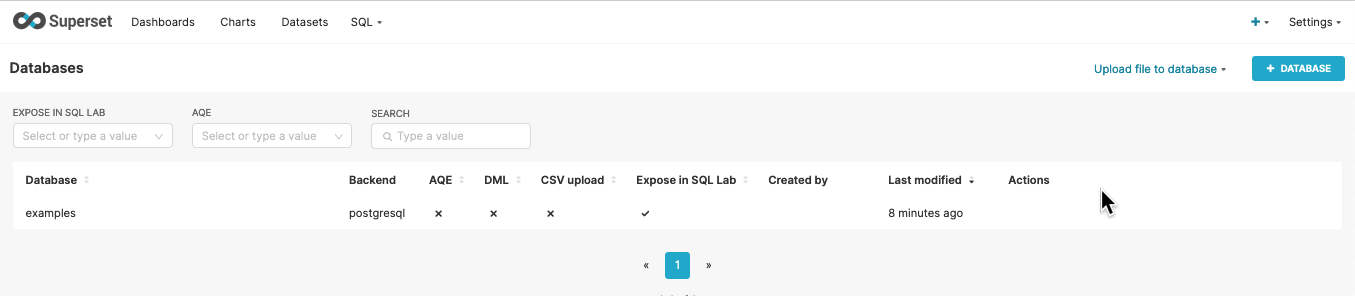 Superset Dashboards Charts Datasets SQL + Settings
Databases Upload file to database + DATABASE
EXPOSE IN SQL LAB AQE SEARCH
Select or type a value Select or type a value Type a value
Database Backend AQE DML CSV upload Expose in SQL Lab Created by Last modified Actions
examples postgresql × × × ✓ 8 minutes ago
« 1 »